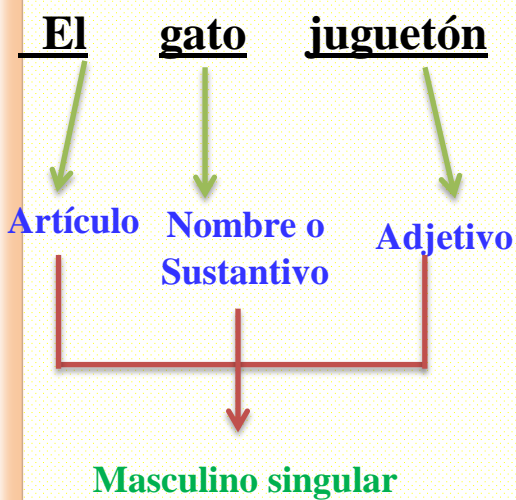 El gato juguetón
Artículo Nombre o Adjetivo
Sustantivo
Masculino singular